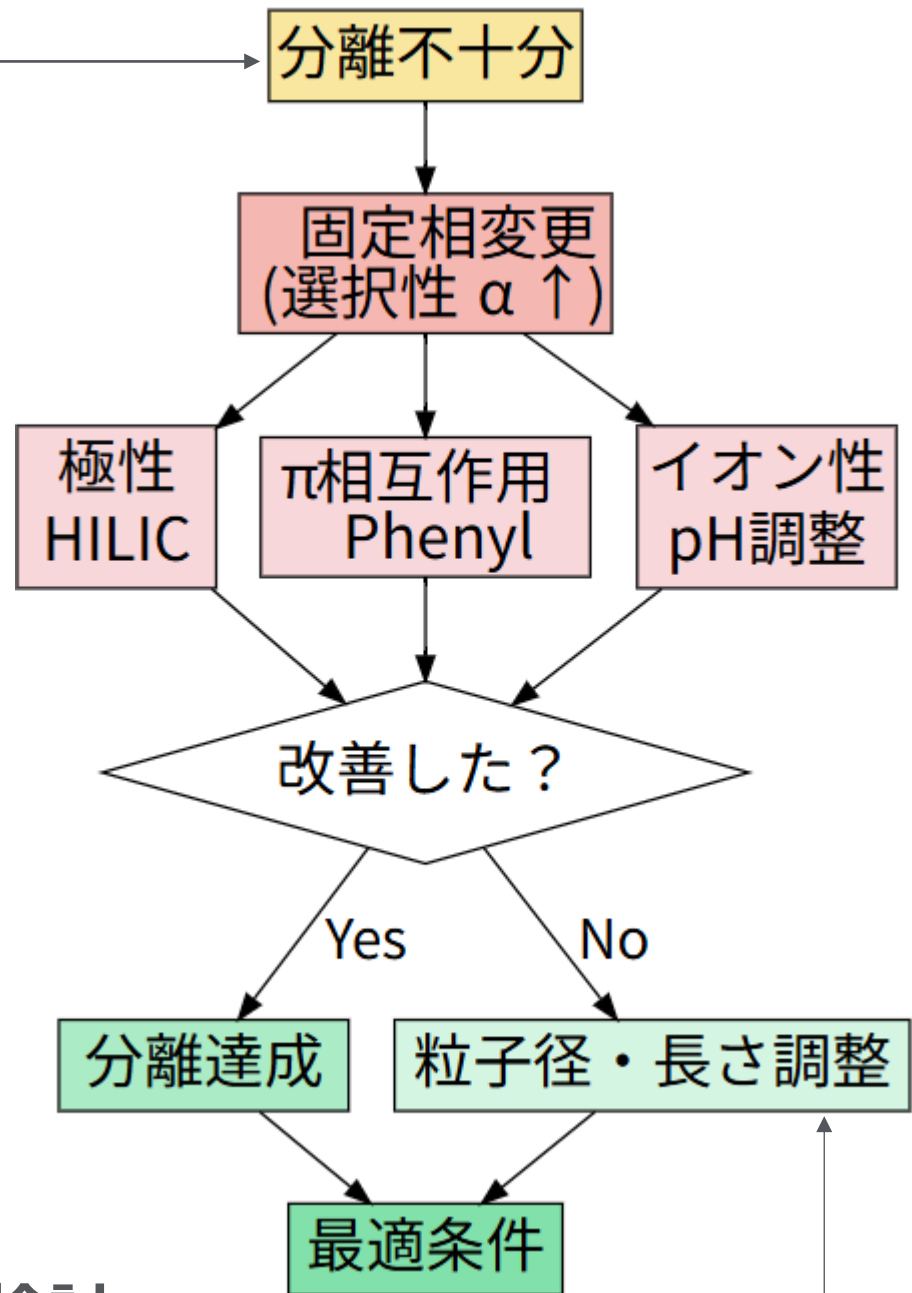 分離不十分
固定相変更
(選択性 α ↑)
極性
HILIC
π相互作用
Phenyl
イオン性
pH調整
改善した？
Yes
No
分離達成
粒子径・長さ調整
最適条件